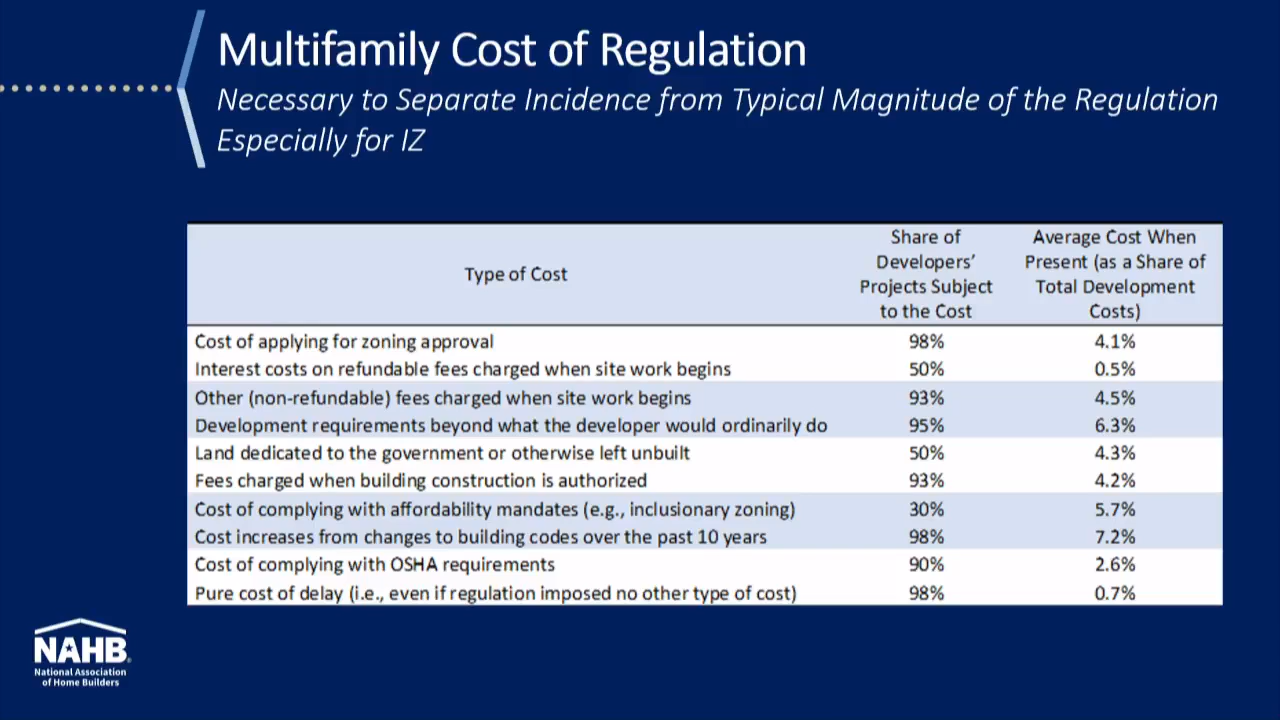 Multifamily Cost of Regulation
Necessary to Separate Incidence from Typical Magnitude of the Regulation
Especially for IZ
Type of Cost
Share of
Developers’
Projects Subject
to the Cost
Average Cost When
Present (as a Share of
Total Development
Costs)
Cost of applying for zoning approval 98% 4.1%
Interest costs on refundable fees charged when site work begins 50% 0.5%
Other (non-refundable) fees charged when site work begins 93% 4.5%
Development requirements beyond what the developer would ordinarily do 95% 6.3%
Land dedicated to the government or otherwise left unbuilt 50% 4.3%
Fees charged when building construction is authorized 93% 4.2%
Cost of complying with affordability mandates (e.g., inclusionary zoning) 30% 5.7%
Cost increases from changes to building codes over the past 10 years 98% 7.2%
Cost of complying with OSHA requirements 90% 2.6%
Pure cost of delay (i.e., even if regulation imposed no other type of cost) 98% 0.7%
NAHB®
National Association
of Home Builders